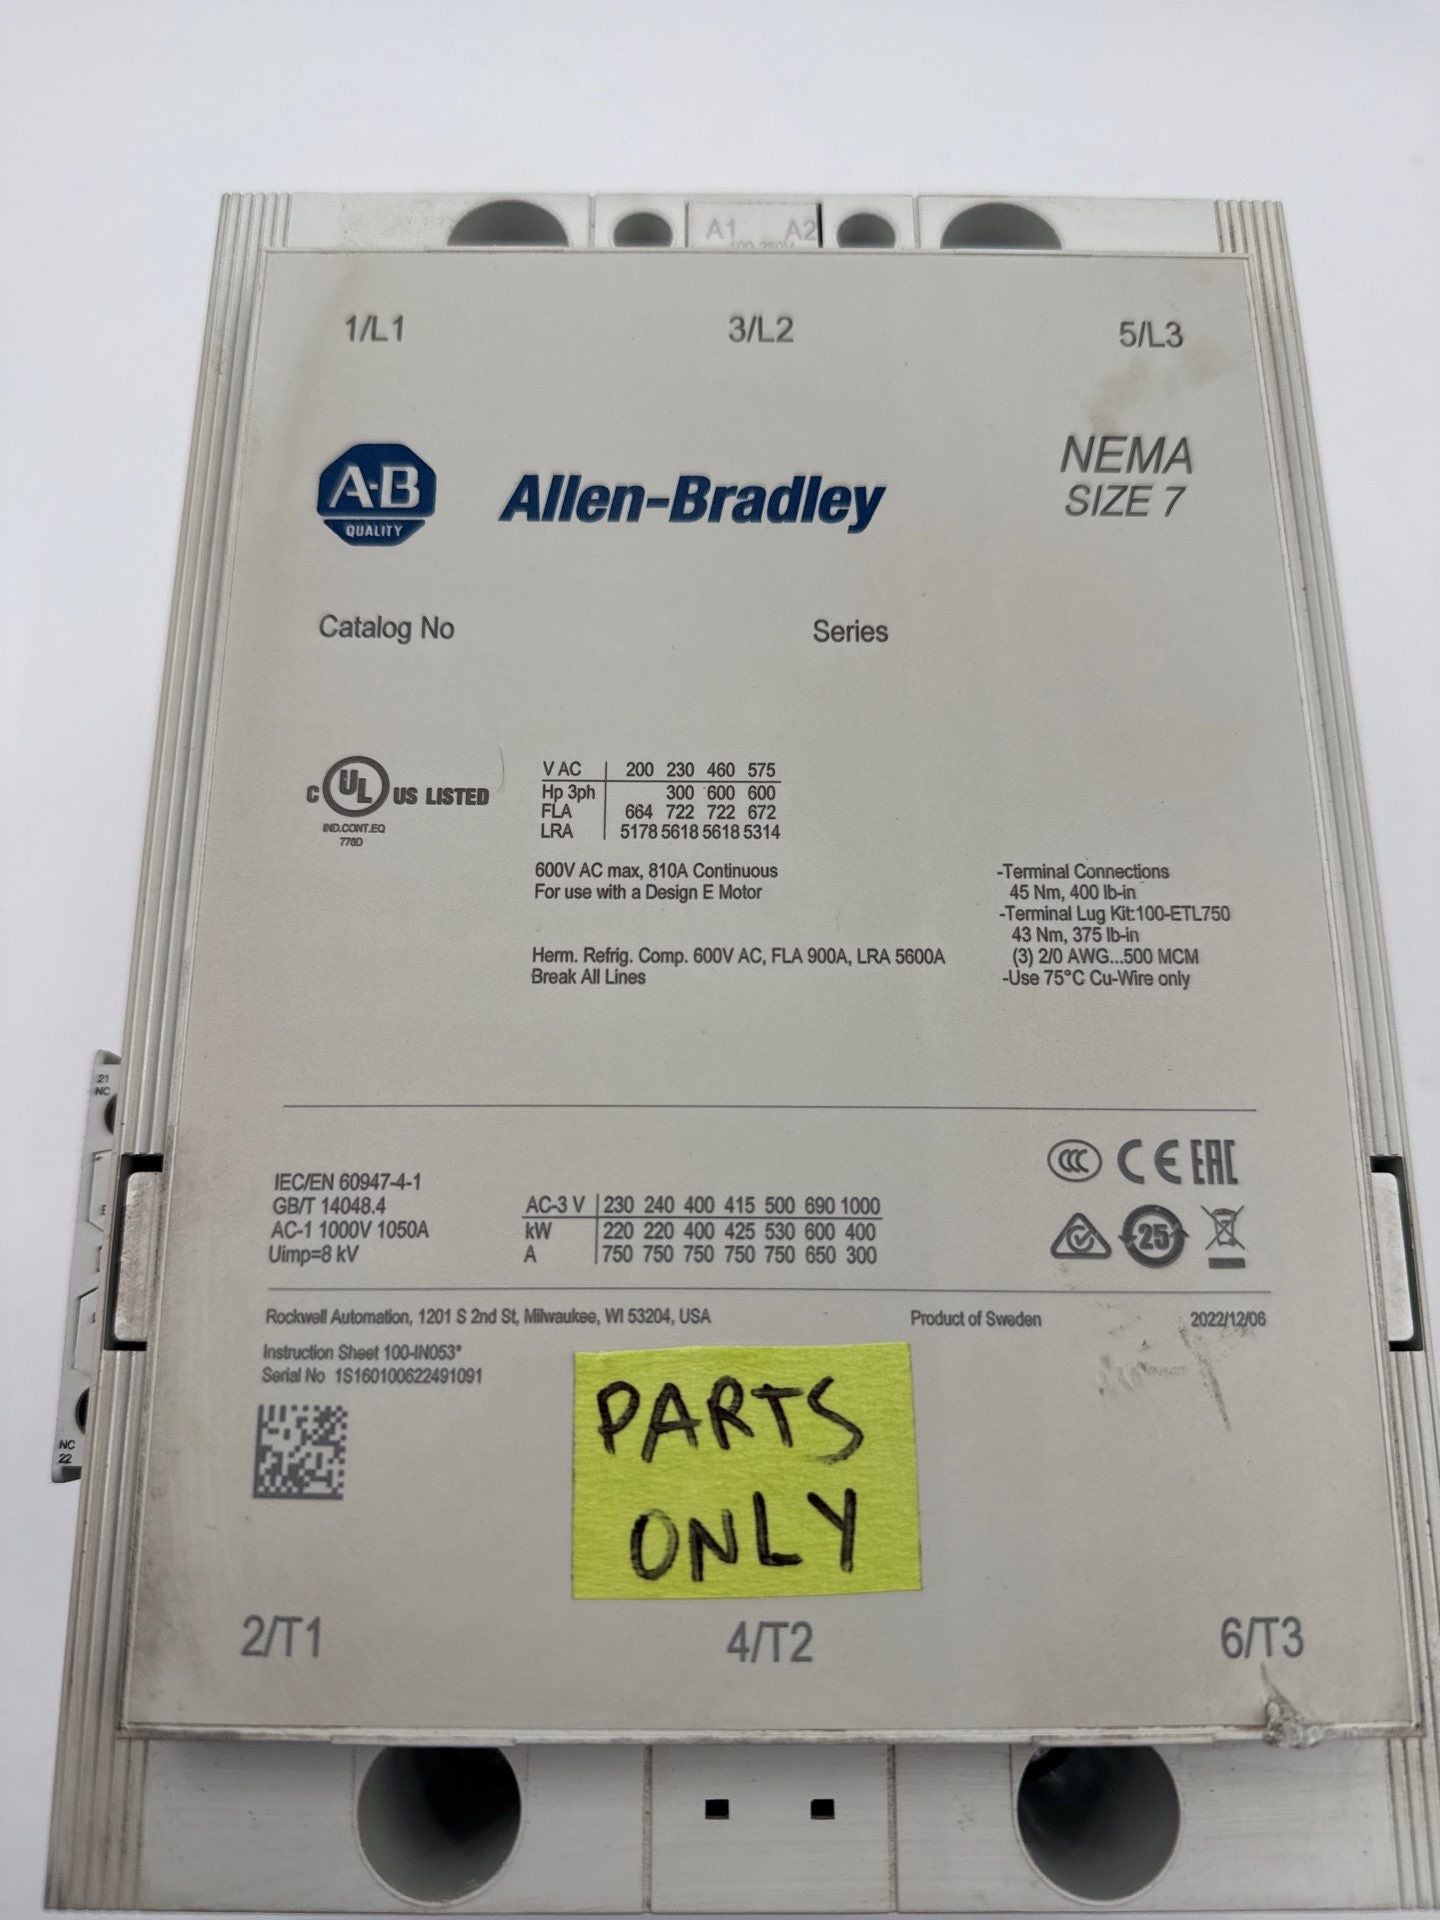 A1 A2
1/L1 3/L2 5/L3
A-B
QUALITY
Allen-Bradley
NEMA
SIZE 7
Catalog No Series
C UL US LISTED
IND.CONT.EQ
776D
V AC 200 230 460 575
Hp 3ph 300 600 600
FLA 664 722 722 672
LRA 5178 5618 5618 5314
600V AC max, 810A Continuous
For use with a Design E Motor
Herm. Refrig. Comp. 600V AC, FLA 900A, LRA 5600A
Break All Lines
-Terminal Connections
45 Nm, 400 lb-in
-Terminal Lug Kit:100-ETL750
43 Nm, 375 lb-in
(3) 2/0 AWG...500 MCM
-Use 75°C Cu-Wire only
21
NC
IEC/EN 60947-4-1
GB/T 14048.4
AC-1 1000V 1050A
Uimp=8 kV
AC-3 V 230 240 400 415 500 690 1000
kW 220 220 400 425 530 600 400
A 750 750 750 750 750 650 300
CCC CE EAC
25
Rockwell Automation, 1201 S 2nd St, Milwaukee, WI 53204, USA
Product of Sweden 2022/12/06
Instruction Sheet 100-IN053*
Serial No 1S160100622491091
NC
22
PARTS
ONLY
2/T1 4/T2 6/T3